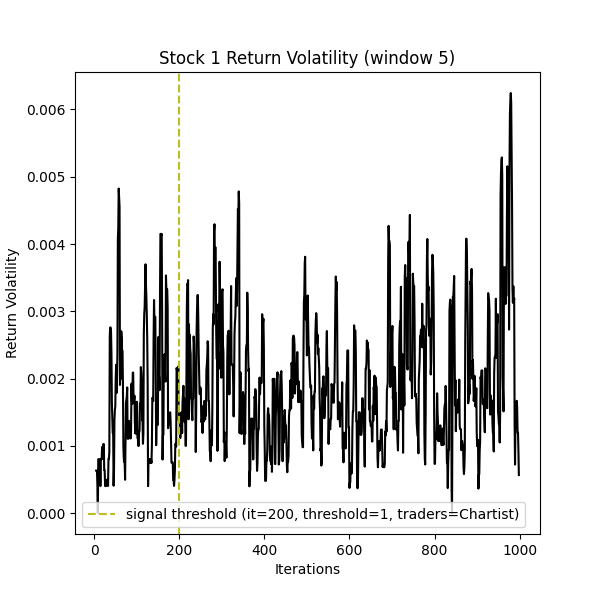 Stock 1 Return Volatility (window 5)
0.006
0.005
0.004
0.003
0.002
0.001
0.000
Return Volatility
signal threshold (it=200, threshold=1, traders=Chartist)
0 200 400 600 800 1000
Iterations